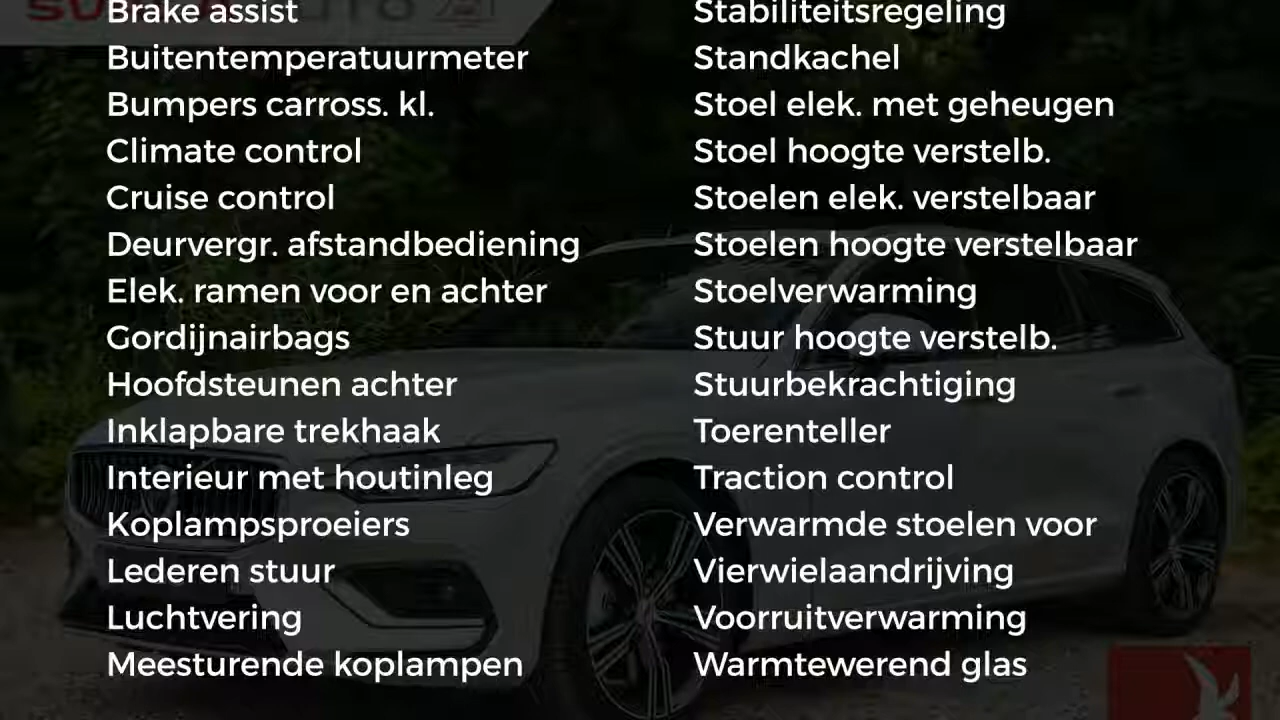 Brake assist
Buitentemperatuurmeter
Bumpers carross. kl.
Climate control
Cruise control
Deurvergr. afstandbediening
Elek. ramen voor en achter
Gordijnairbags
Hoofdsteunen achter
Inklapbare trekhaak
Interieur met houtinleg
Koplampsproeiers
Lederen stuur
Luchtvering
Meesturende koplampen
Stabiliteitsregeling
Standkachel
Stoel elek. met geheugen
Stoel hoogte verstelb.
Stoelen elek. verstelbaar
Stoelen hoogte verstelbaar
Stoelverwarming
Stuur hoogte verstelb.
Stuurbekrachtiging
Toerenteller
Traction control
Verwarmde stoelen voor
Vierwielaandrijving
Voorruitverwarming
Warmtewerend glas